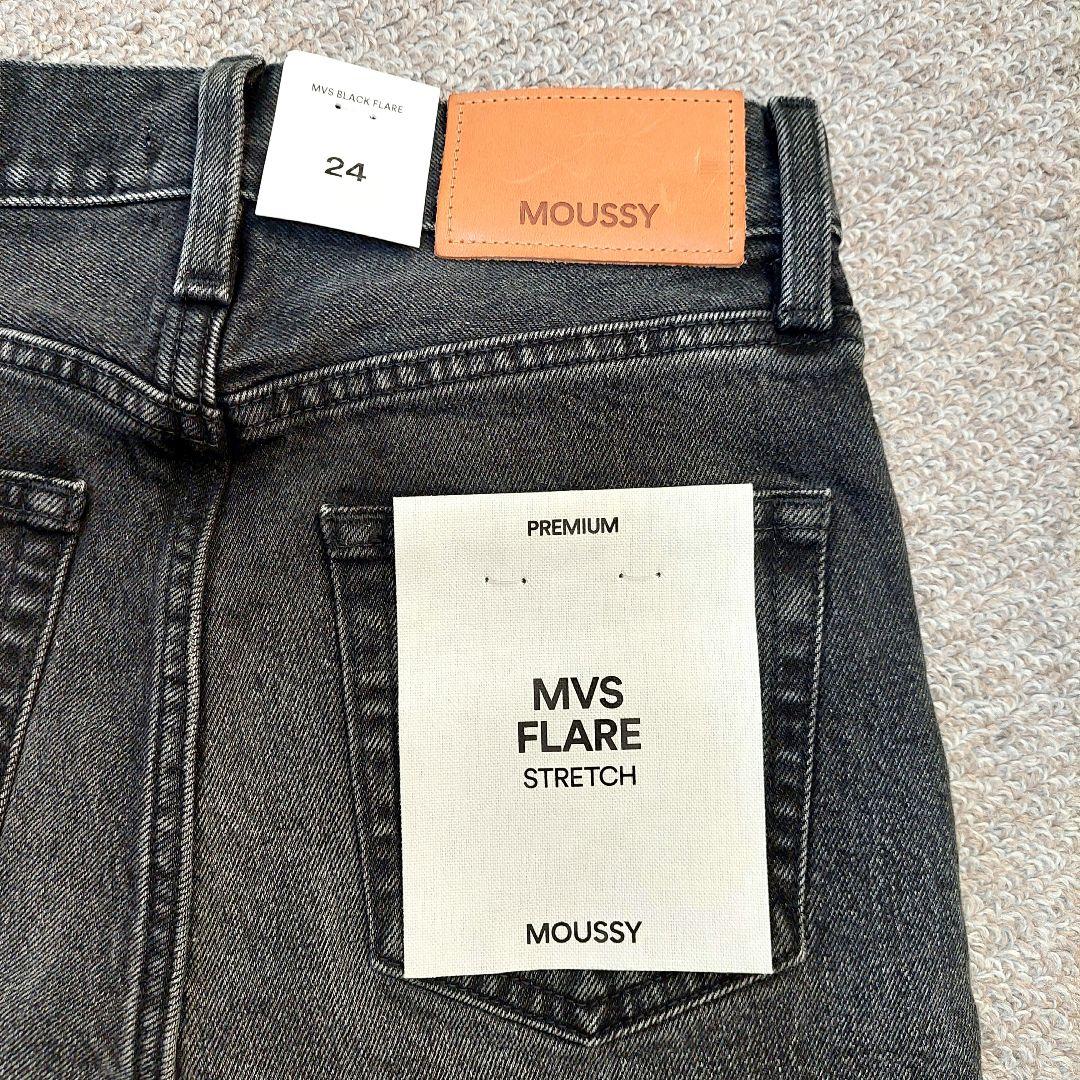 MVS BLACK FLARE
24
MOUSSY
PREMIUM
MVS
FLARE
STRETCH
MOUSSY